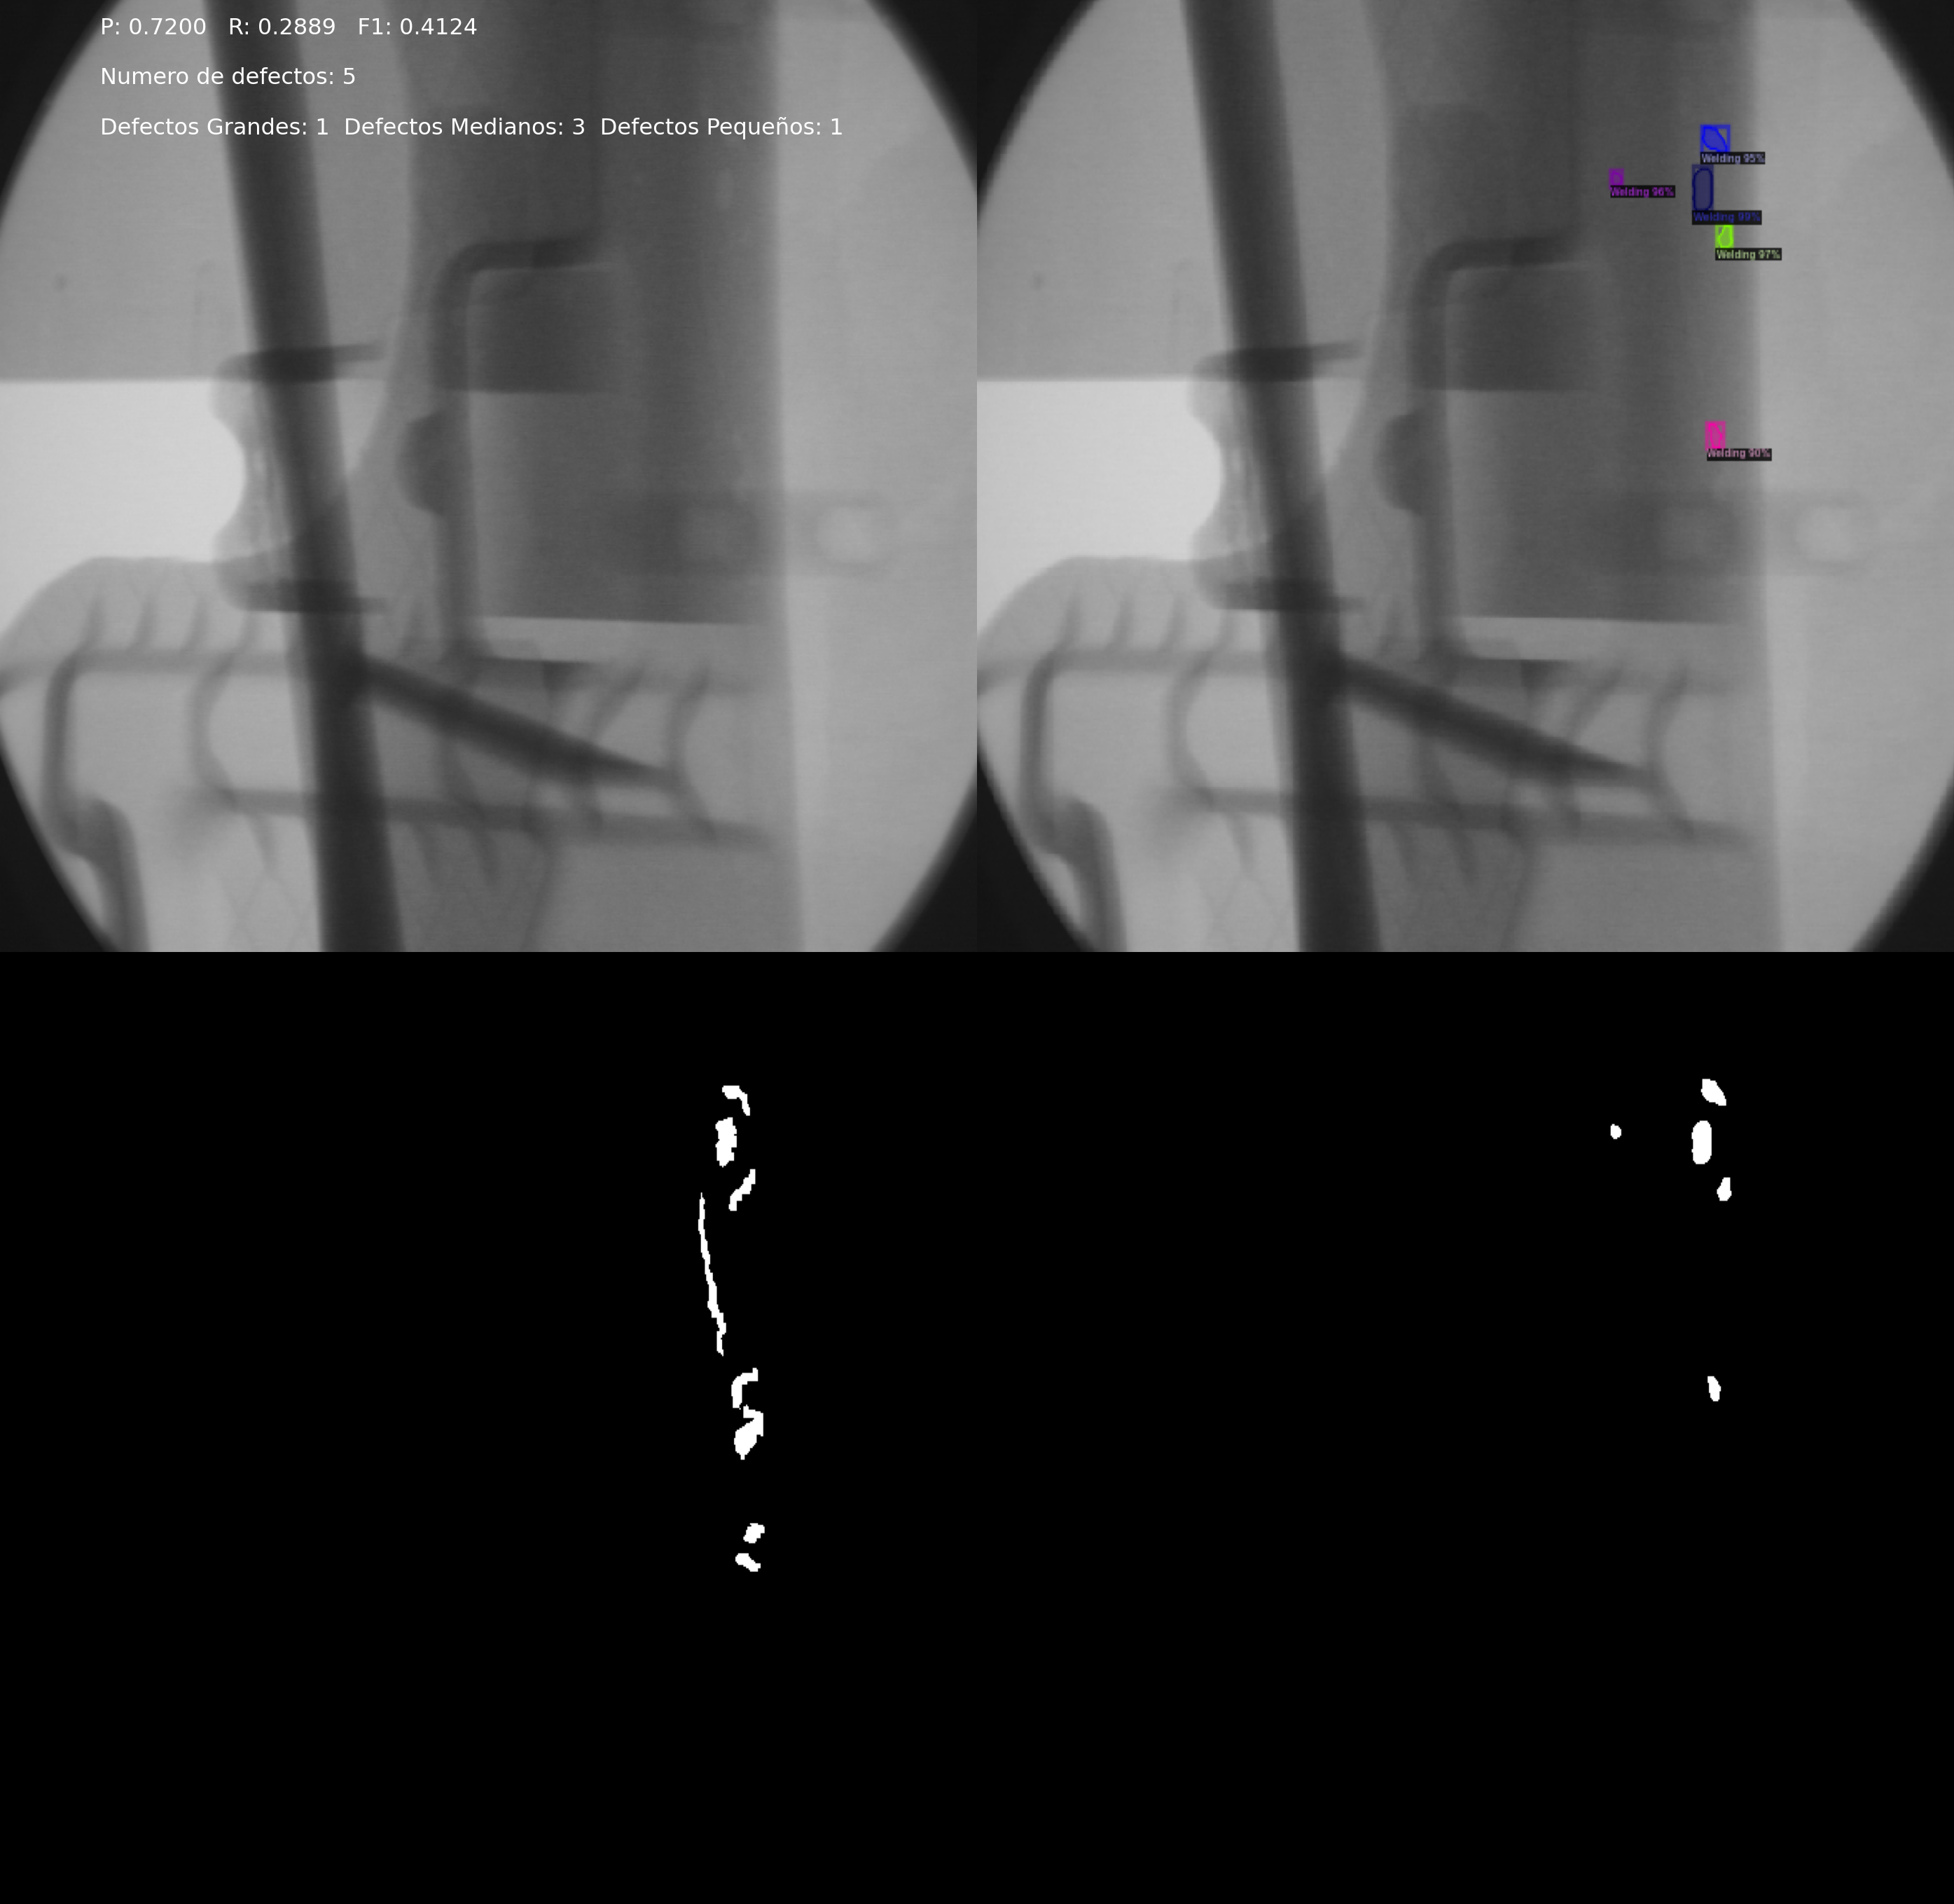 P: 0.7200 R: 0.2889 F1: 0.4124
Numero de defectos: 5
Defectos Grandes: 1 Defectos Medianos: 3 Defectos Pequeños: 1
Welding 95%
Welding 96%
Welding 99%
Welding 97%
Welding 90%